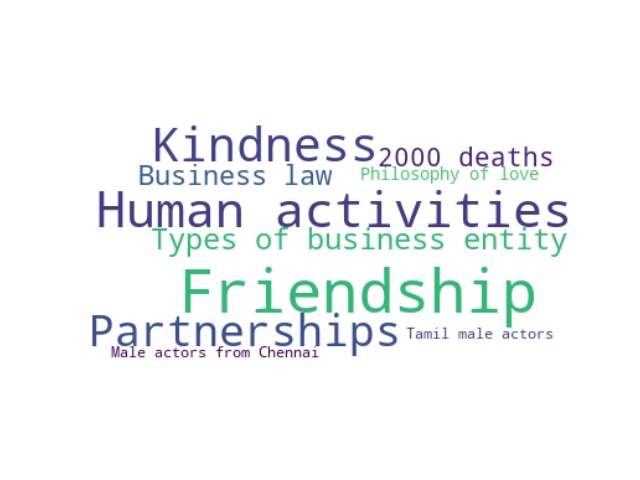 Kindness
2000 deaths
Business law
Philosophy of love
Human activities
Types of business entity
Friendship
Partnerships
Tamil male actors
Male actors from Chennai